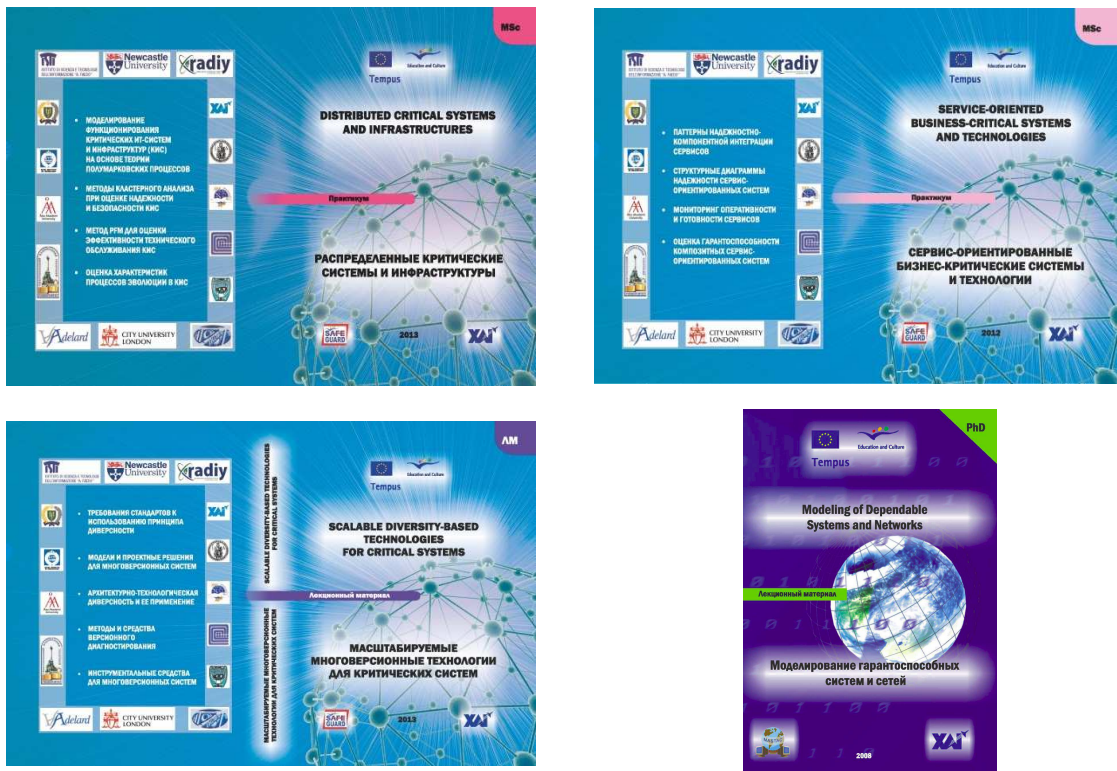 MSc
Newcastle
University
radiy
Education and Culture
Tempus
DISTRIBUTED CRITICAL SYSTEMS
AND INFRASTRUCTURES
XAI
• МОДЕЛИРОВАНИЕ
ФУНКЦИОНИРОВАНИЯ
КРИТИЧЕСКИХ ИТ-СИСТЕМ
И ИНФРАСТРУКТУР (КИС)
НА ОСНОВЕ ТЕОРИИ
ПОЛУМАРКОВСКИХ ПРОЦЕССОВ
• МЕТОДЫ КЛАСТЕРНОГО АНАЛИЗА
ПРИ ОЦЕНКЕ НАДЕЖНОСТИ
И БЕЗОПАСНОСТИ КИС
• МЕТОД PFM ДЛЯ ОЦЕНКИ
ЭФФЕКТИВНОСТИ ТЕХНИЧЕСКОГО
ОБСЛУЖИВАНИЯ КИС
• ОЦЕНКА ХАРАКТЕРИСТИК
ПРОЦЕССОВ ЭВОЛЮЦИИ В КИС
Практикум
РАСПРЕДЕЛЕННЫЕ КРИТИЧЕСКИЕ
СИСТЕМЫ И ИНФРАСТРУКТУРЫ
Adelard
CITY UNIVERSITY
LONDON
SAFE
GUARD
2013
XAI
MSc
Newcastle
University
radiy
Education and Culture
Tempus
SERVICE-ORIENTED
BUSINESS-CRITICAL SYSTEMS
AND TECHNOLOGIES
XAI
• ПАТТЕРНЫ НАДЕЖНОСТНО-
КОМПОНЕНТНОЙ ИНТЕГРАЦИИ
СЕРВИСОВ
• СТРУКТУРНЫЕ ДИАГРАММЫ
НАДЕЖНОСТИ СЕРВИС-
ОРИЕНТИРОВАННЫХ СИСТЕМ
• МОНИТОРИНГ ОПЕРАТИВНОСТИ
И ГОТОВНОСТИ СЕРВИСОВ
• ОЦЕНКА ГАРАНТОСПОСОБНОСТИ
КОМПОЗИТНЫХ СЕРВИС-
ОРИЕНТИРОВАННЫХ СИСТЕМ
Практикум
СЕРВИС-ОРИЕНТИРОВАННЫЕ
БИЗНЕС-КРИТИЧЕСКИЕ СИСТЕМЫ
И ТЕХНОЛОГИИ
Adelard
CITY UNIVERSITY
LONDON
SAFE
GUARD
2012
XAI
ЛМ
Newcastle
University
radiy
Education and Culture
Tempus
SCALABLE DIVERSITY-BASED
TECHNOLOGIES
FOR CRITICAL SYSTEMS
SCALABLE DIVERSITY-BASED TECHNOLOGIES
FOR CRITICAL SYSTEMS
XAI
• ТРЕБОВАНИЯ СТАНДАРТОВ К
ИСПОЛЬЗОВАНИЮ ПРИНЦИПА
ДИВЕРСНОСТИ
• МОДЕЛИ И ПРОЕКТНЫЕ РЕШЕНИЯ
ДЛЯ МНОГОВЕРСИОННЫХ СИСТЕМ
• АРХИТЕКТУРНО-ТЕХНОЛОГИЧЕСКАЯ
ДИВЕРСНОСТЬ И ЕЕ ПРИМЕНЕНИЕ
• МЕТОДЫ И СРЕДСТВА
ВЕРСИОННОГО
ДИАГНОСТИРОВАНИЯ
• ИНСТРУМЕНТАЛЬНЫЕ СРЕДСТВА
ДЛЯ МНОГОВЕРСИОННЫХ СИСТЕМ
МАСШТАБИРУЕМЫЕ МНОГОВЕРСИОННЫЕ
ТЕХНОЛОГИИ ДЛЯ КРИТИЧЕСКИХ СИСТЕМ
Лекционный материал
МАСШТАБИРУЕМЫЕ
МНОГОВЕРСИОННЫЕ ТЕХНОЛОГИИ
ДЛЯ КРИТИЧЕСКИХ СИСТЕМ
Adelard
CITY UNIVERSITY
LONDON
SAFE
GUARD
2013
XAI
PhD
Education and Culture
Tempus
Modeling of Dependable
Systems and Networks
Лекционный материал
Моделирование гарантоспособных
систем и сетей
2008
XAI